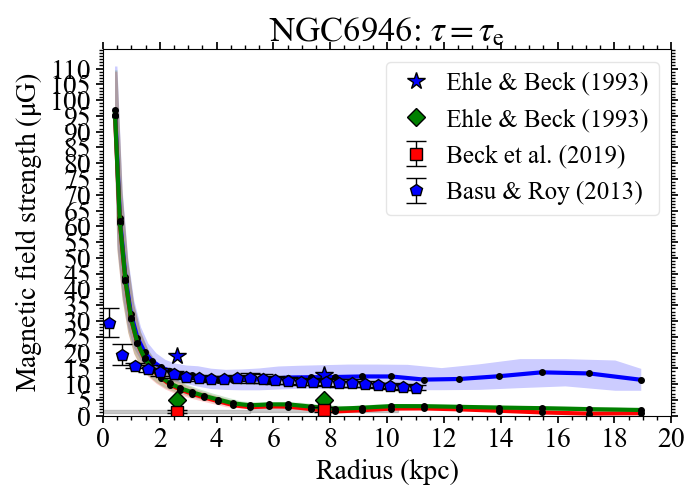 NGC6946: τ = τe
Magnetic field strength (μG)
110
105
100
95
90
85
80
75
70
65
60
55
50
45
40
35
30
25
20
15
10
5
0
Ehle & Beck (1993)
Ehle & Beck (1993)
Beck et al. (2019)
Basu & Roy (2013)
0 2 4 6 8 10 12 14 16 18 20
Radius (kpc)